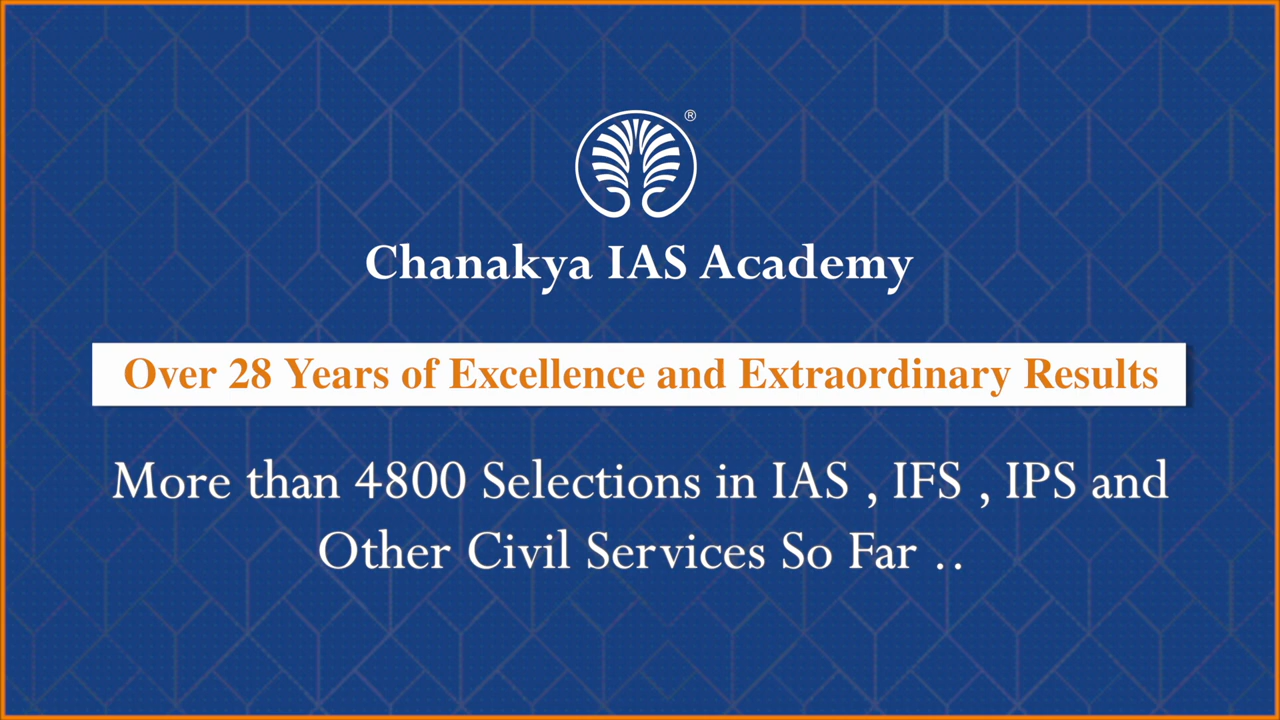 ®
Chanakya IAS Academy
Over 28 Years of Excellence and Extraordinary Results
More than 4800 Selections in IAS , IFS , IPS and
Other Civil Services So Far ..